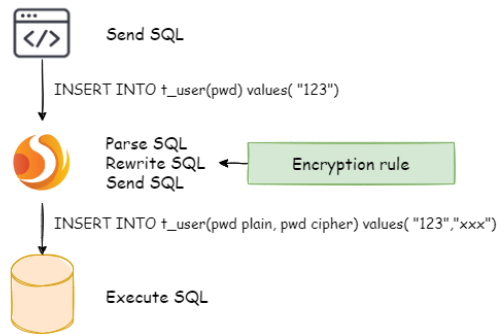 </>
Send SQL
INSERT INTO t_user(pwd) values( "123")
Parse SQL
Rewrite SQL
Send SQL
Encryption rule
INSERT INTO t_user(pwd plain, pwd cipher) values( "123","xxx")
Execute SQL